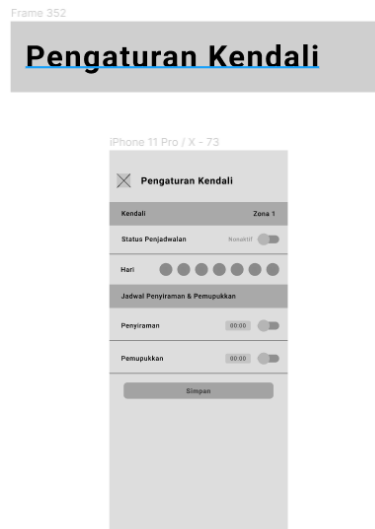 Frame 352
Pengaturan Kendali
iPhone 11 Pro / X - 73
Pengaturan Kendali
Kendali Zona 1
Status Penjadwalan Nonaktif
Hari
Jadwal Penyiraman & Pemupukkan
Penyiraman 00:00
Pemupukkan 00:00
Simpan